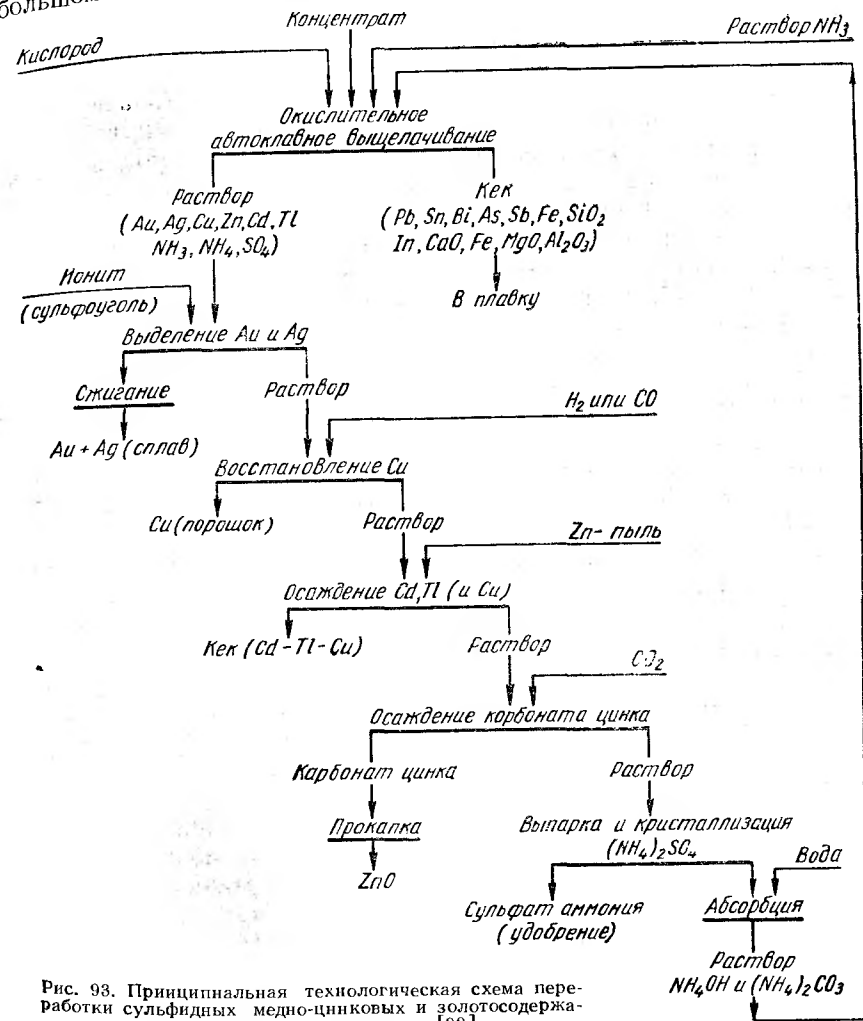 большом
Концентрат
Раствор NH3
Кислород
Окислительное
автоклавное выщелачивание
Раствор
(Au, Ag, Cu, Zn, Cd, Tl
NH3, NH4, SO4)
Кек
(Pb, Sn, Bi, As, Sb, Fe, SiO2
In, CaO, Fe, MgO, Al2O3)
В плавку
Ионит
(сульфоуголь)
Выделение Au и Ag
Сжигание
Раствор
H2 или CO
Au + Ag (сплав)
Восстановление Cu
Cu (порошок)
Раствор
Zn- пыль
Осаждение Cd, Tl (и Cu)
Кек (Cd - Tl - Cu)
Раствор
CO2
Осаждение корбоната цинка
Карбонат цинка
Раствор
Прокалка
Выпарка и кристаллизация
(NH4)2SO4
Вода
ZnO
Сульфат аммония
(удобрение)
Абсорбция
Раствор
NH4OH и (NH4)2CO3
Рис. 93. Принципиальная технологическая схема пере-
работки сульфидных медно-цинковых и золотосодержа-